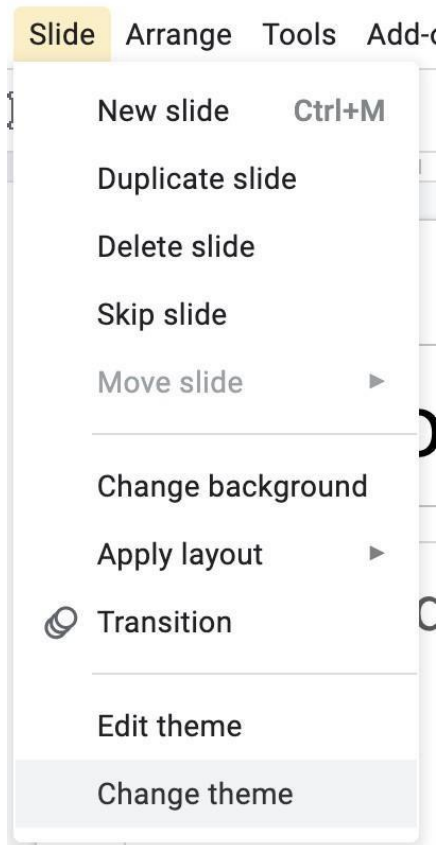 Slide Arrange Tools Add-
New slide Ctrl+M
Duplicate slide
Delete slide
Skip slide
Move slide
Change background
Apply layout
Transition
Edit theme
Change theme